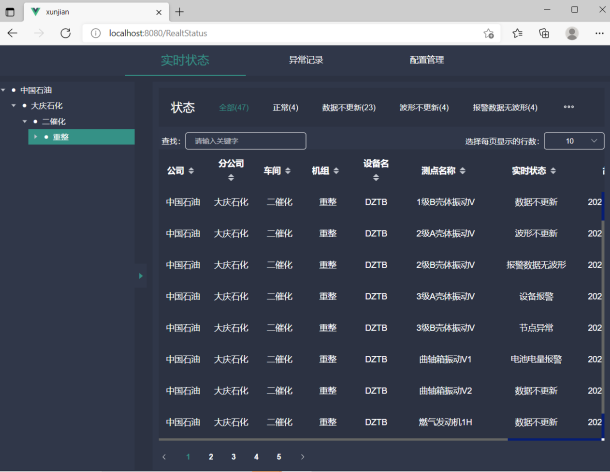 xunjian
localhost:8080/RealtStatus
实时状态 异常记录 配置管理
中国石油
大庆石化
二催化
重整
状态 全部(47) 正常(4) 数据不更新(23) 波形不更新(4) 报警数据无波形(4) •••
查找: 请输入关键字 选择每页显示的行数: 10
公司 分公司 车间 机组 设备名 测点名称 实时状态
中国石油 大庆石化 二催化 重整 DZTB 1级B壳体振动V 数据不更新 202
中国石油 大庆石化 二催化 重整 DZTB 2级A壳体振动V 波形不更新 202
中国石油 大庆石化 二催化 重整 DZTB 2级B壳体振动V 报警数据无波形 202
中国石油 大庆石化 二催化 重整 DZTB 3级A壳体振动V 设备报警 202
中国石油 大庆石化 二催化 重整 DZTB 3级B壳体振动V 节点异常 202
中国石油 大庆石化 二催化 重整 DZTB 曲轴箱振动V1 电池电量报警 202
中国石油 大庆石化 二催化 重整 DZTB 曲轴箱振动V2 数据不更新 202
中国石油 大庆石化 二催化 重整 DZTB 燃气发动机1H 数据不更新 202
1 2 3 4 5